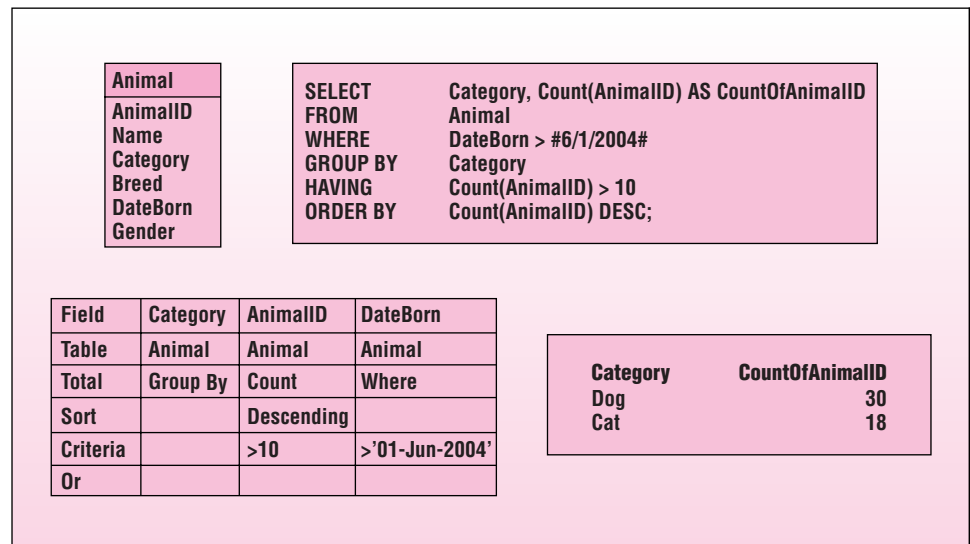 Animal
AnimalID
Name
Category
Breed
DateBorn
Gender
SELECT Category, Count(AnimalID) AS CountOfAnimalID
FROM Animal
WHERE DateBorn > #6/1/2004#
GROUP BY Category
HAVING Count(AnimalID) > 10
ORDER BY Count(AnimalID) DESC;
Field Category AnimalID DateBorn
Table Animal Animal Animal
Total Group By Count Where
Sort Descending
Criteria >10 >'01-Jun-2004'
Or
Category CountOfAnimalID
Dog 30
Cat 18